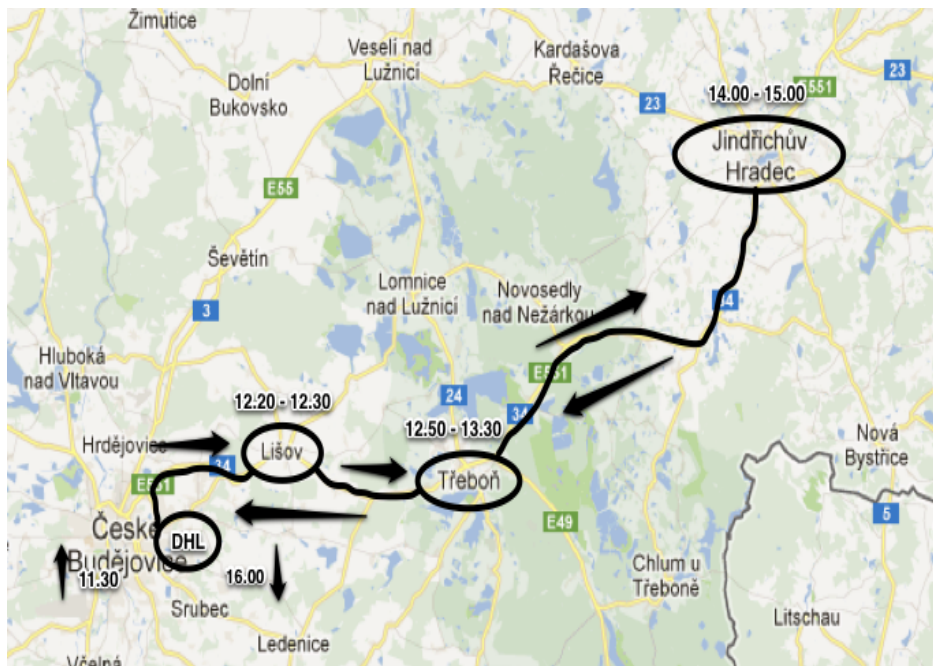 Žimutice
Veselí nad
Lužnicí
Kardašova
Řečice
23
E551
23
Dolní
Bukovsko
14.00 - 15.00
Jindřichův
Hradec
E55
Ševětín
Lomnice
nad Lužnicí
Novosedly
nad Nežárkou
34
3
Hluboká
nad Vltavou
E551
24
12.20 - 12.30
34
12.50 - 13.30
Hrdějovice
Lišov
34
Třeboň
Nová
Bystřice
E551
České
Budějovice
DHL
E49
5
11.30
16.00
Chlum u
Třeboně
Srubec
Litschau
Ledenice
Včelná